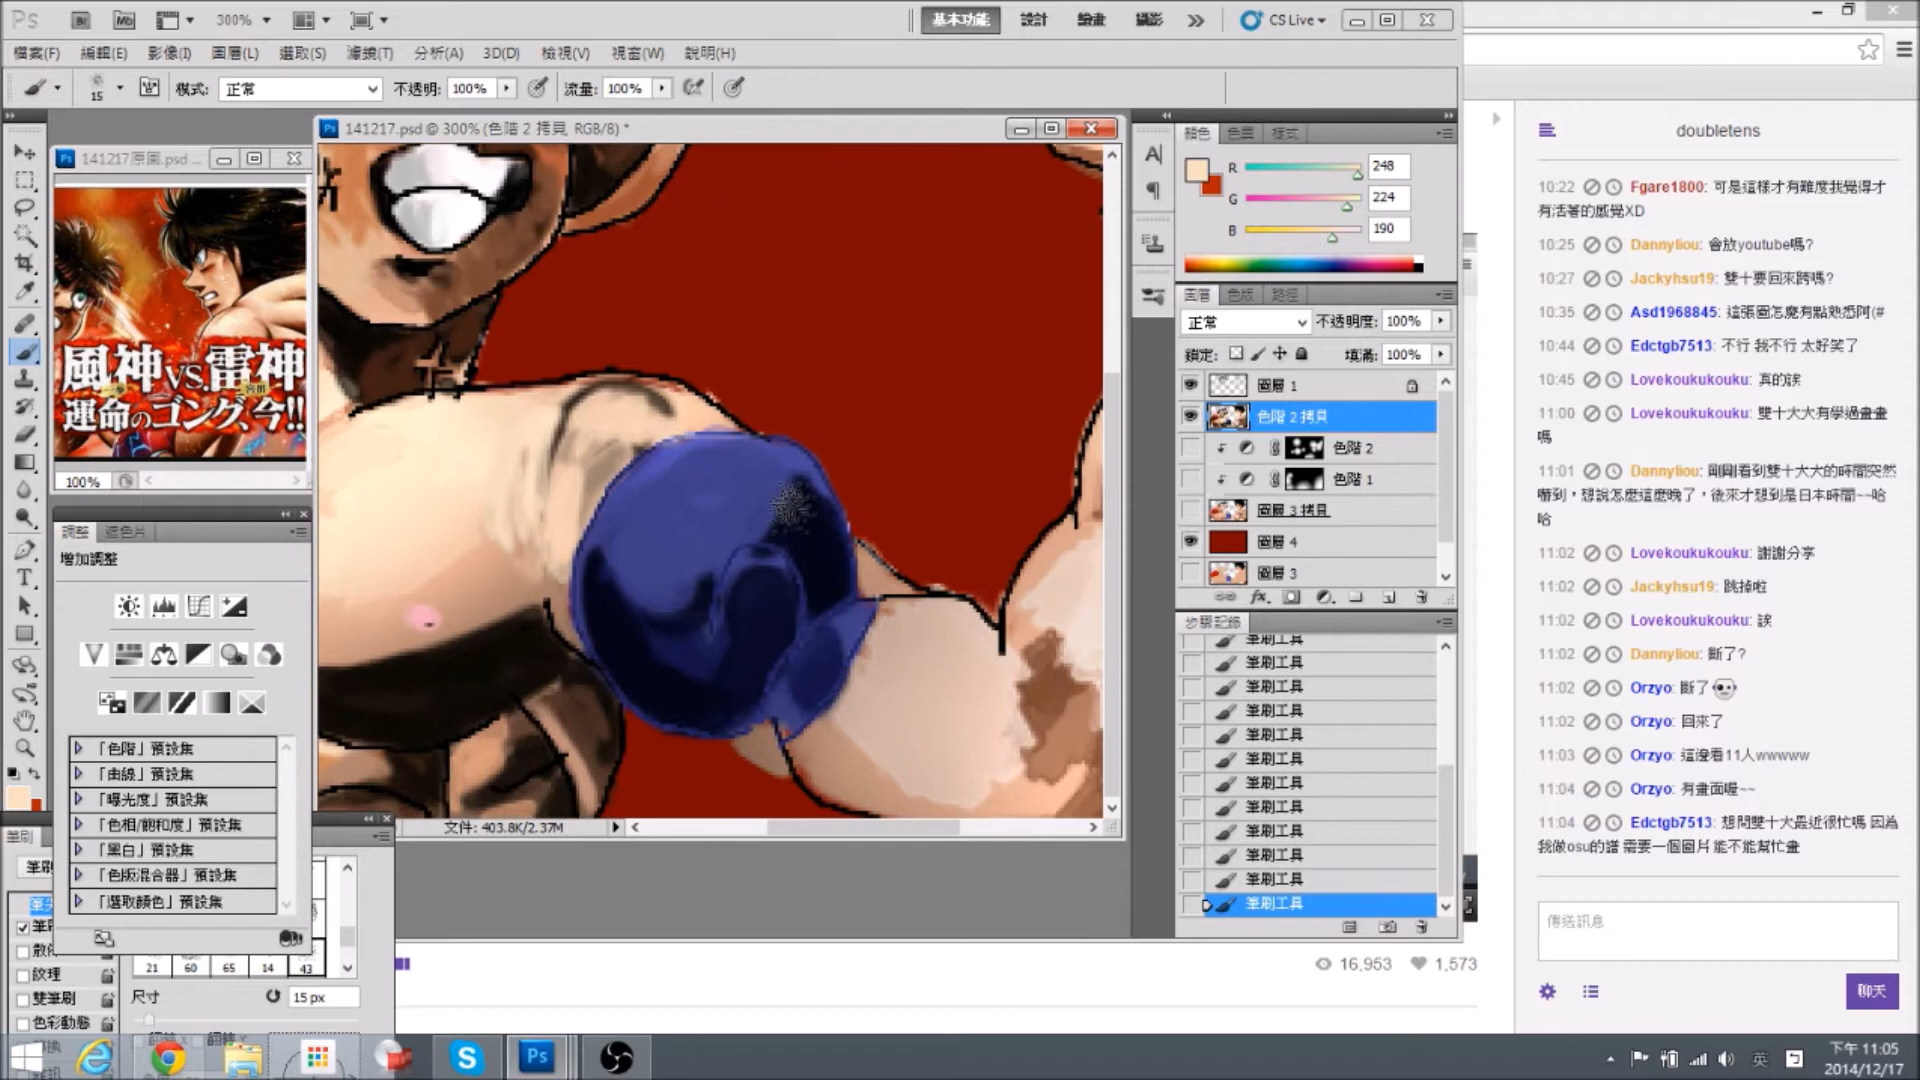 Ps
Br
Mb
300%
基本功能
設計
繪畫
攝影
CS Live
檔案(F)
編輯(E)
影像(I)
圖層(L)
選取(S)
濾鏡(T)
分析(A)
3D(D)
檢視(V)
視窗(W)
說明(H)
15
模式:
正常
不透明:
100%
流量:
100%
141217原圖.psd ...
風神VS.雷神
運命のゴング、今!!
100%
141217.psd @ 300% (色階 2 拷貝, RGB/8) *
文件: 403.8K/2.37M
調整
遮色片
增加調整
「色階」預設集
「曲線」預設集
「曝光度」預設集
「色相/飽和度」預設集
「黑白」預設集
「色版混合器」預設集
「選取顏色」預設集
筆刷
紋理
雙筆刷
色彩動態
21
60
65
14
43
尺寸
15 px
顏色
色票
樣式
R
248
G
224
B
190
圖層
色版
路徑
正常
不透明度:
100%
鎖定:
填滿:
100%
圖層 1
色階 2 拷貝
色階 2
色階 1
圖層 3 拷貝
圖層 4
圖層 3
步驟記錄
筆刷工具
筆刷工具
筆刷工具
筆刷工具
筆刷工具
筆刷工具
筆刷工具
筆刷工具
筆刷工具
筆刷工具
筆刷工具
筆刷工具
16,953
1,573
doubletens
10:22 Fgare1800: 可是這樣才有難度我覺得才
有活著的感覺XD
10:25 Dannyliou: 會放youtube嗎?
10:27 Jackyhsu19: 雙十要回來跨嗎?
10:35 Asd1968845: 這張圖怎麼有點熟悉阿(#
10:44 Edctgb7513: 不行 我不行 太好笑了
10:45 Lovekoukukouku: 真的誒
11:00 Lovekoukukouku: 雙十大大有學過畫畫
嗎
11:01 Dannyliou: 剛剛看到雙十大大的時間突然
嚇到，想說怎麼這麼晚了，後來才想到是日本時間~~哈
哈
11:02 Lovekoukukouku: 謝謝分享
11:02 Jackyhsu19: 跳掉啦
11:02 Lovekoukukouku: 誒
11:02 Dannyliou: 斷了?
11:02 Orzyo: 斷了
11:02 Orzyo: 回來了
11:03 Orzyo: 這邊看11人wwwww
11:04 Orzyo: 有畫面喔~~
11:04 Edctgb7513: 想問雙十大最近很忙嗎 因為
我做osu的譜 需要一個圖片 能不能幫忙畫
傳送訊息
聊天
英
下午 11:05
2014/12/17